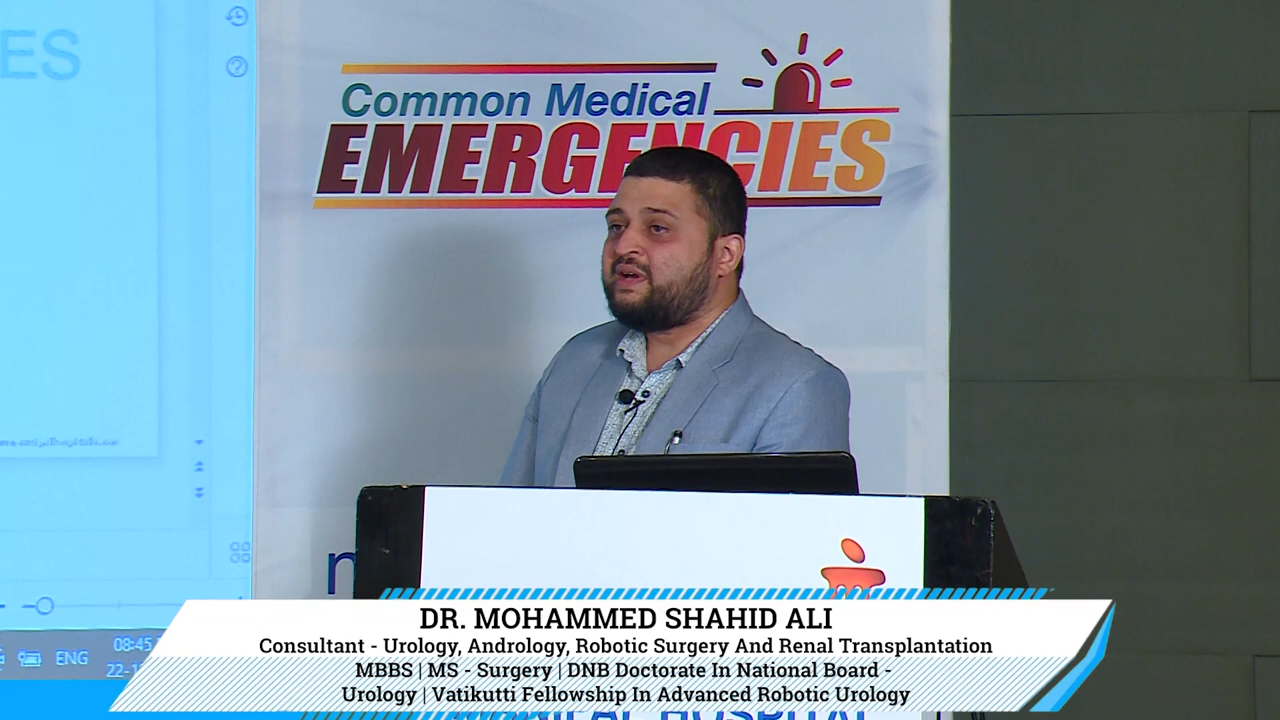 ES
Common Medical
EMERGENCIES
ENG
08:45
DR. MOHAMMED SHAHID ALI
Consultant - Urology, Andrology, Robotic Surgery And Renal Transplantation
MBBS | MS - Surgery | DNB Doctorate In National Board -
Urology | Vatikutti Fellowship In Advanced Robotic Urology
HOSPITAL